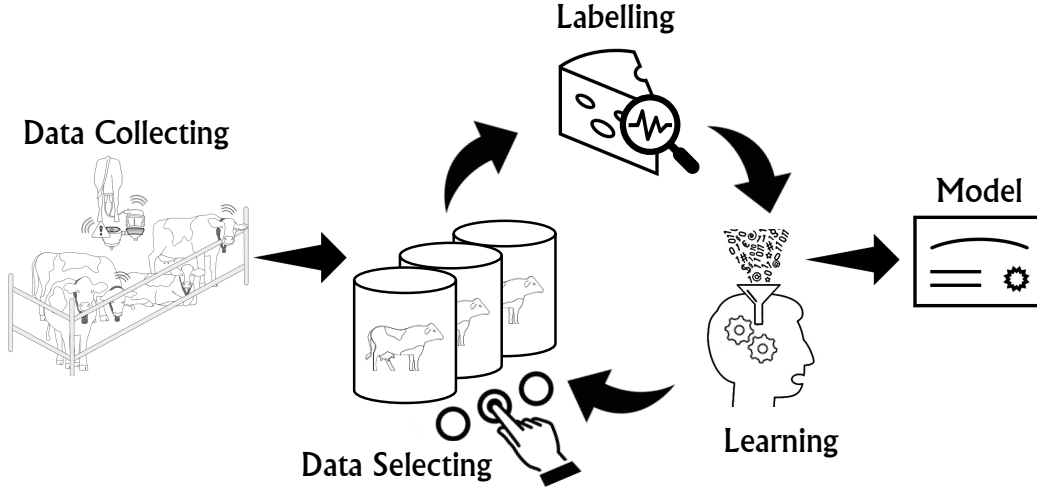 Labelling
Data Collecting
Model
Data Selecting
Learning